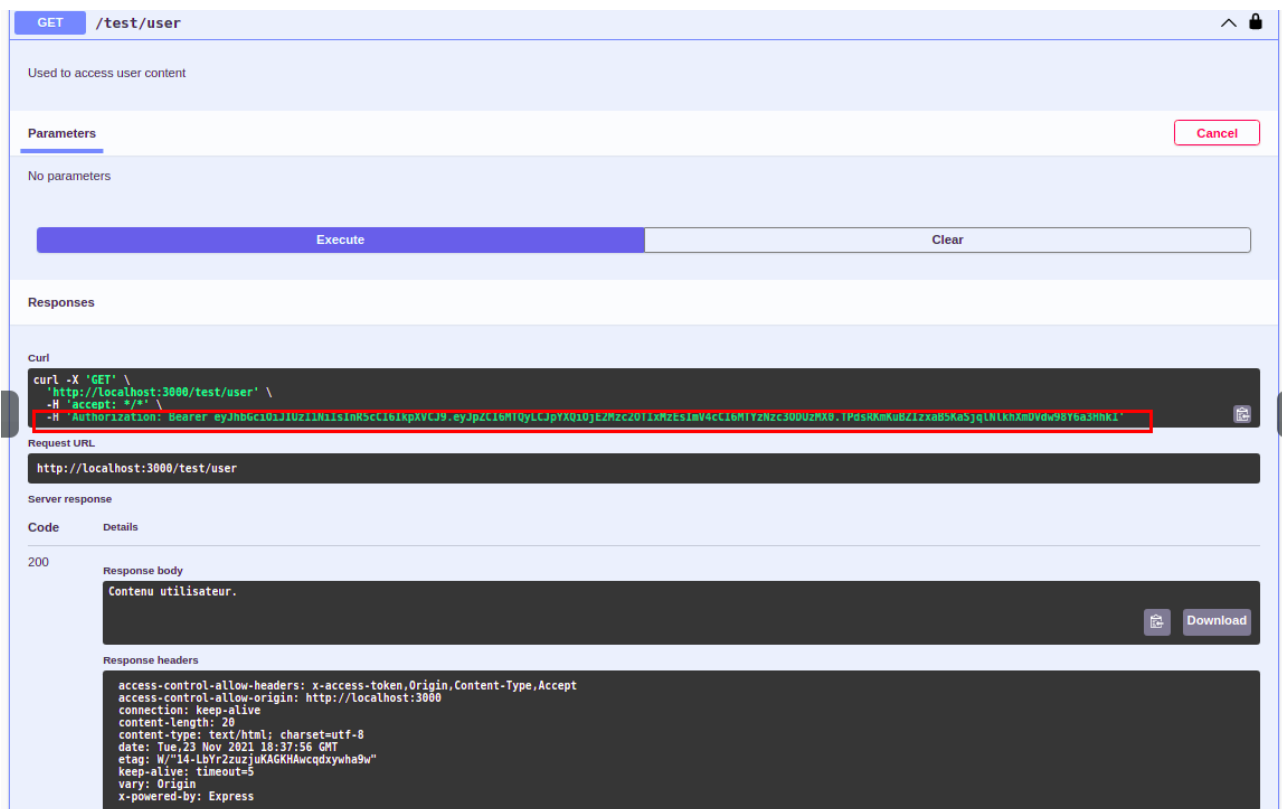 GET /test/user
Used to access user content
Parameters
Cancel
No parameters
Execute
Clear
Responses
Curl
curl -X 'GET' \
'http://localhost:3000/test/user' \
-H 'accept: */*' \
-H 'Authorization: Bearer
Request URL
http://localhost:3000/test/user
Server response
Code Details
200
Response body
Contenu utilisateur.
Download
Response headers
access-control-allow-headers: x-access-token,Origin,Content-Type,Accept
access-control-allow-origin: http://localhost:3000
connection: keep-alive
content-length: 20
content-type: text/html; charset=utf-8
date: Tue,23 Nov 2021 18:37:56 GMT
etag: W/"14-LbYr2zuzjuKAGKHAwcqdxywha9w"
keep-alive: timeout=5
vary: Origin
x-powered-by: Express